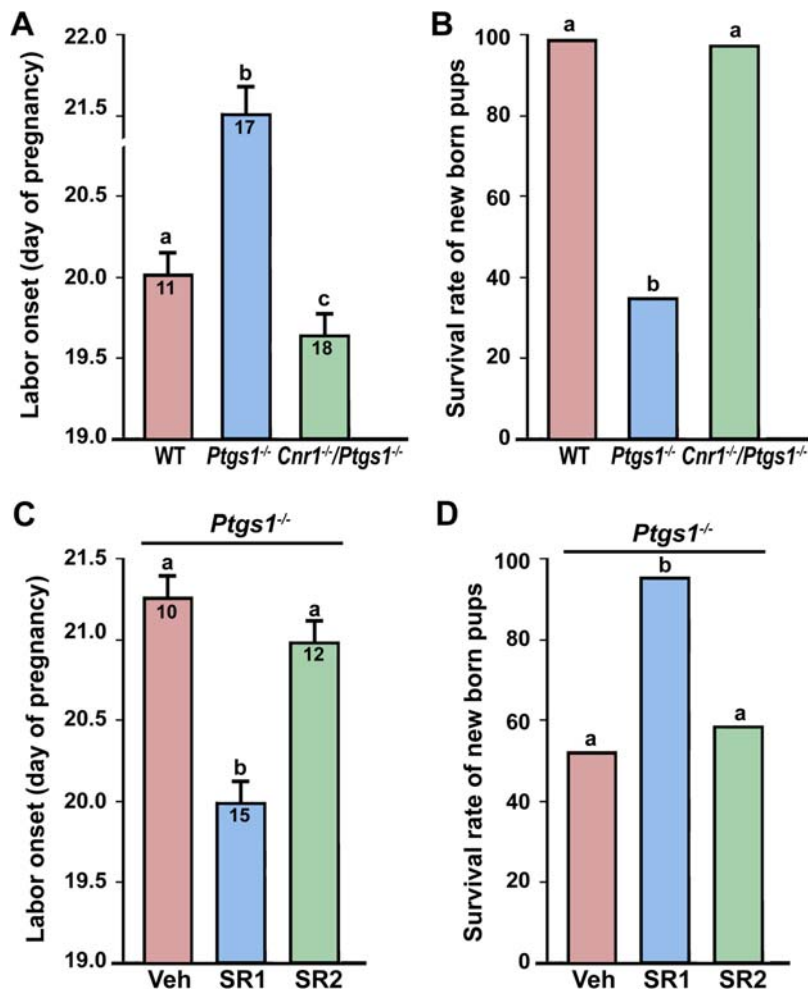 A
Labor onset (day of pregnancy)
22.0
21.5
20.5
20.0
19.5
19.0
a
11
b
17
c
18
WT
Ptgs1-/-
Cnr1-/-/Ptgs1-/-
B
Survival rate of new born pups
100
80
60
40
20
0
a
b
a
WT
Ptgs1-/-
Cnr1-/-/Ptgs1-/-
C
Ptgs1-/-
Labor onset (day of pregnancy)
21.5
21.0
20.5
20.0
19.5
19.0
a
10
b
15
a
12
Veh
SR1
SR2
D
Ptgs1-/-
Survival rate of new born pups
100
80
60
40
20
0
a
b
a
Veh
SR1
SR2